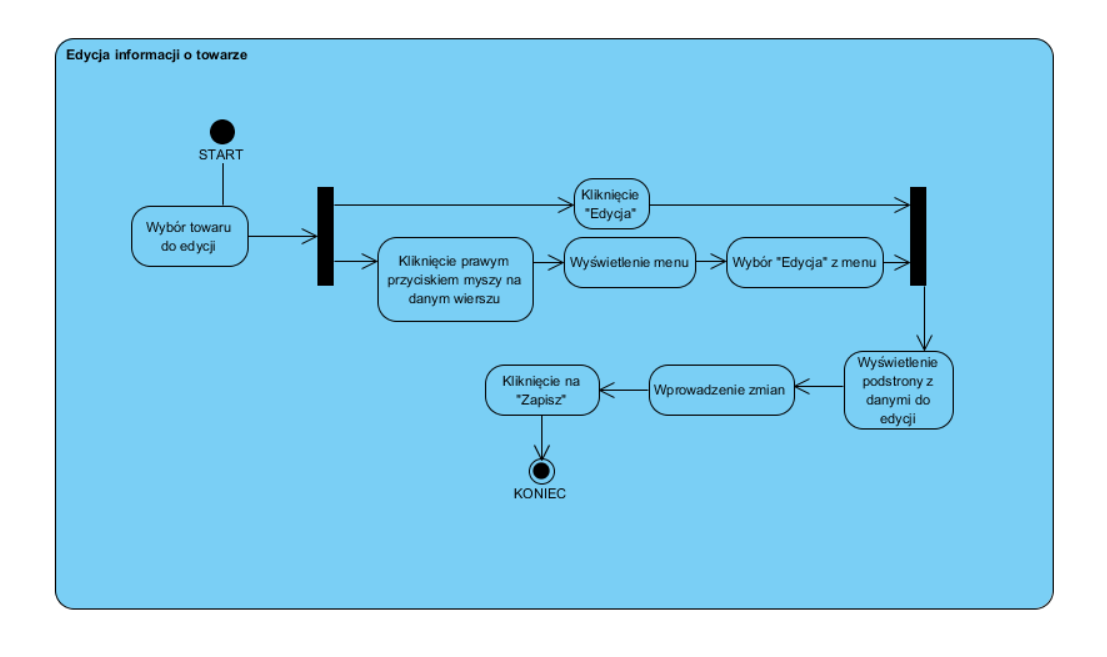 Edycja informacji o towarze
START
Wybór towaru
do edycji
Kliknięcie
"Edycja"
Kliknięcie prawym
przyciskiem myszy na
danym wierszu
Wyświetlenie menu
Wybór "Edycja" z menu
Wyświetlenie
podstrony z
danymi do
edycji
Wprowadzenie zmian
Kliknięcie na
"Zapisz"
KONIEC